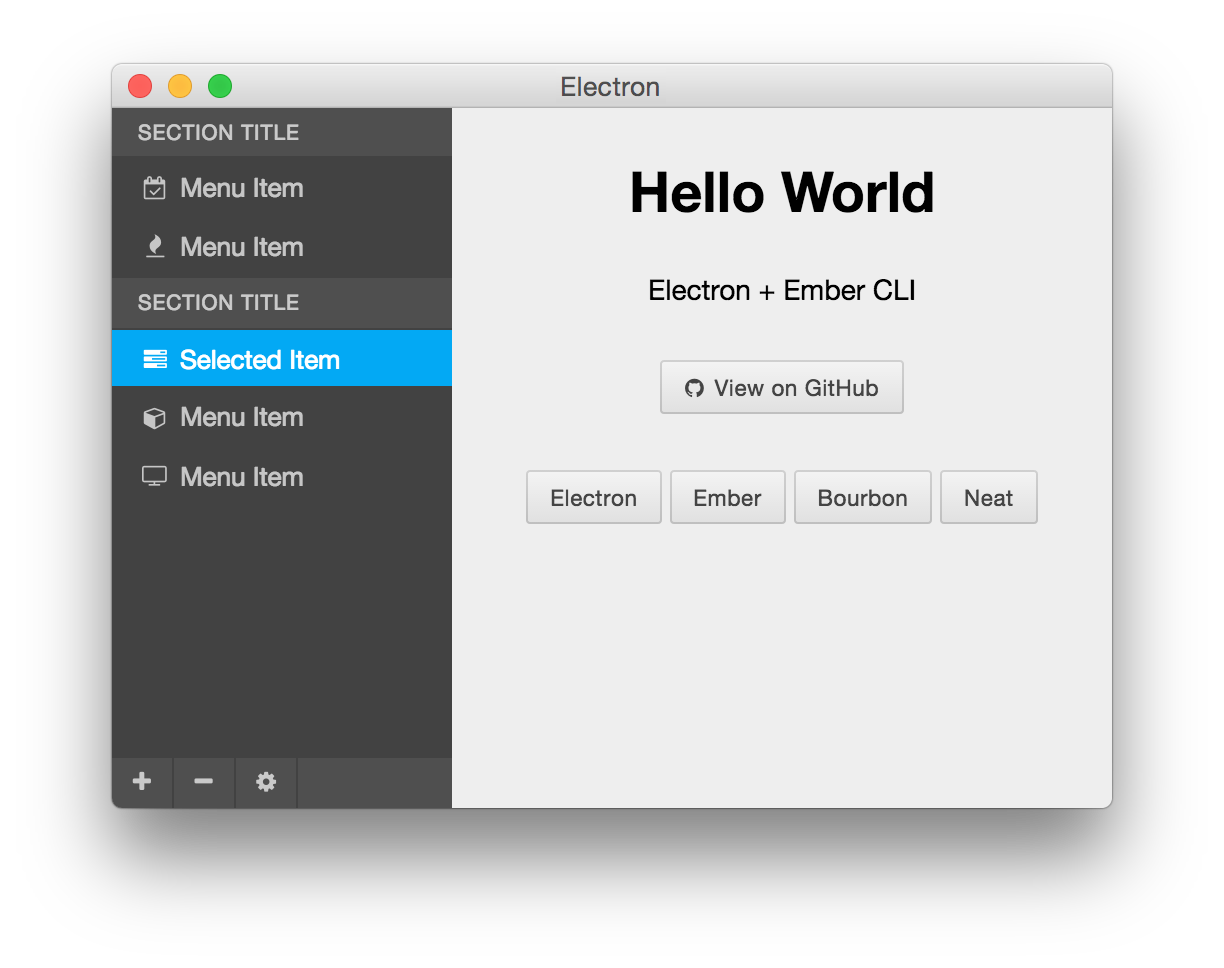 Electron
SECTION TITLE
Menu Item
Menu Item
SECTION TITLE
Selected Item
Menu Item
Menu Item
Hello World
Electron + Ember CLI
View on GitHub
Electron Ember Bourbon Neat